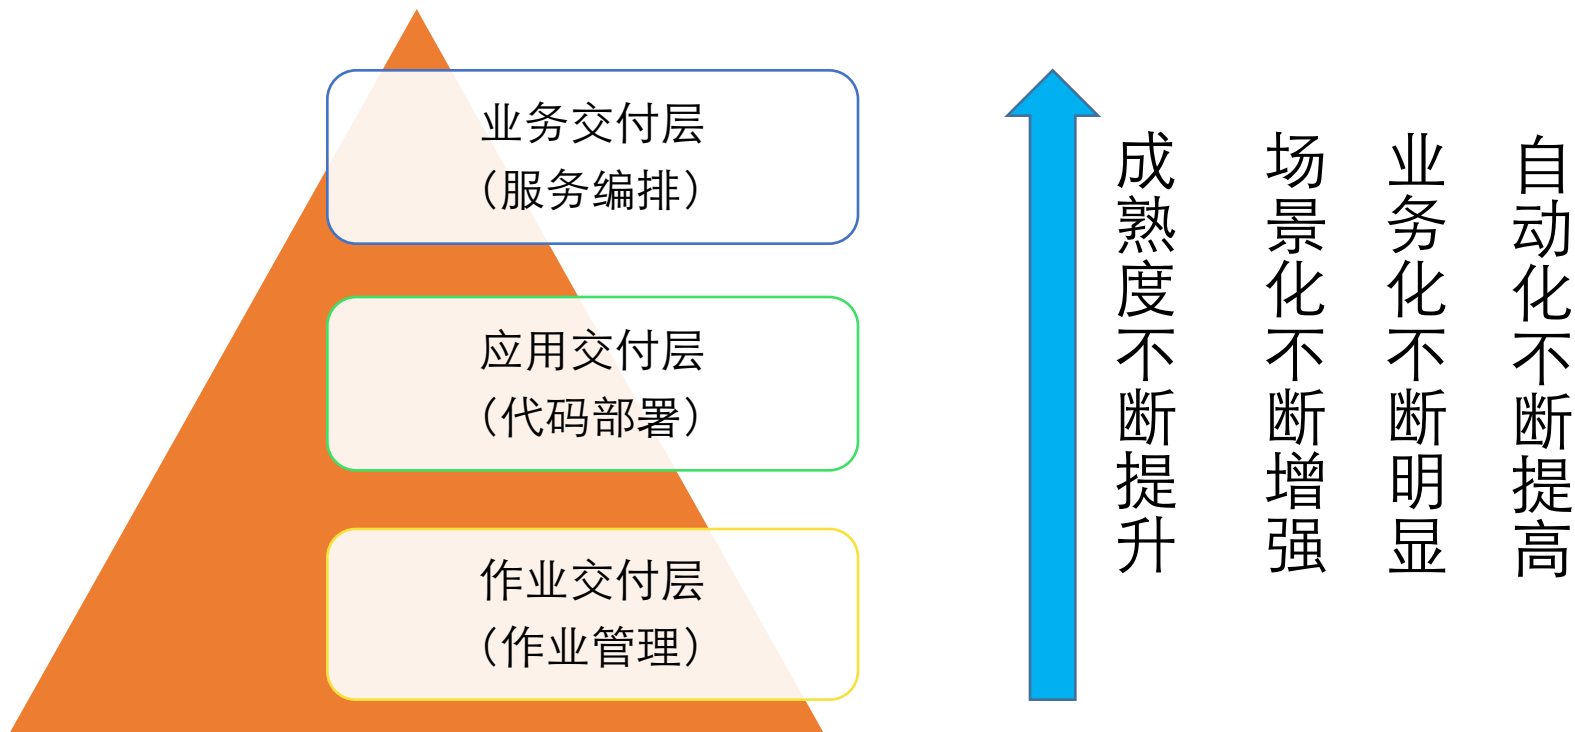 业务交付层
（服务编排）
应用交付层
（代码部署）
作业交付层
（作业管理）
成熟度不断提升
场景化不断增强
业务化不断明显
自动化不断提高